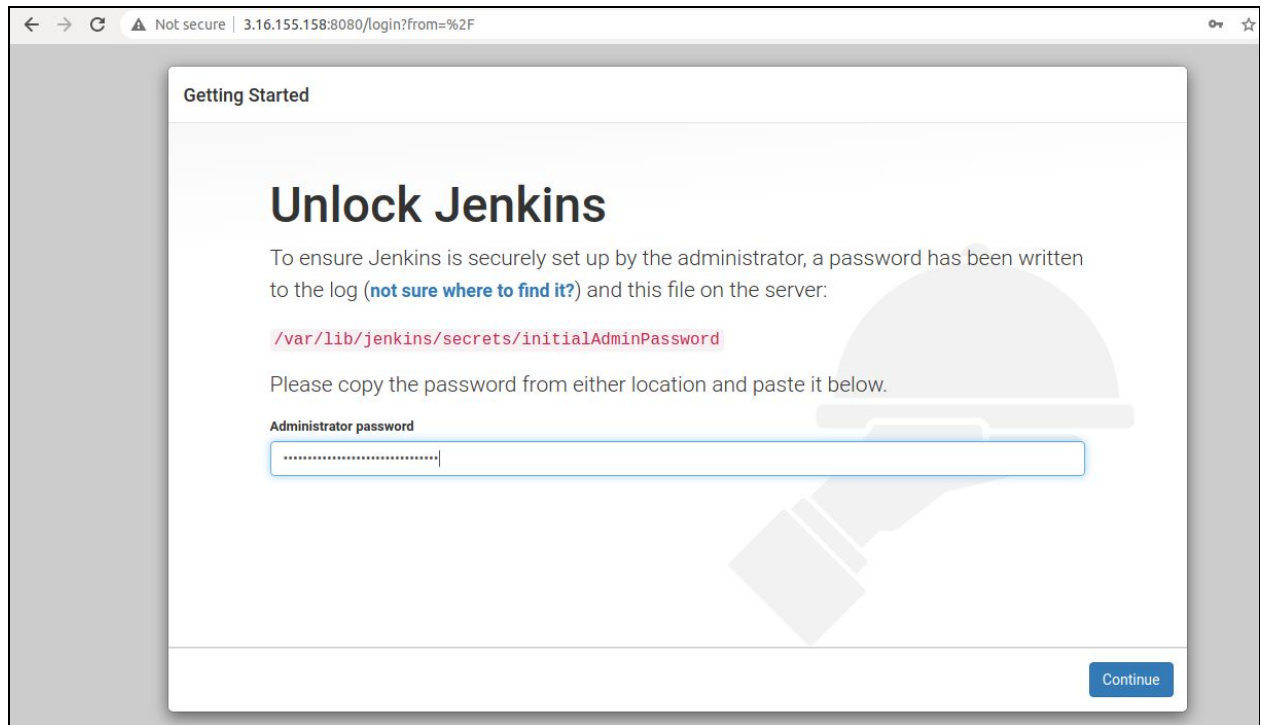 Not secure | 3.16.155.158:8080/login?from=%2F
Getting Started
Unlock Jenkins
To ensure Jenkins is securely set up by the administrator, a password has been written
to the log (not sure where to find it?) and this file on the server:
/var/lib/jenkins/secrets/initialAdminPassword
Please copy the password from either location and paste it below.
Administrator password
Continue